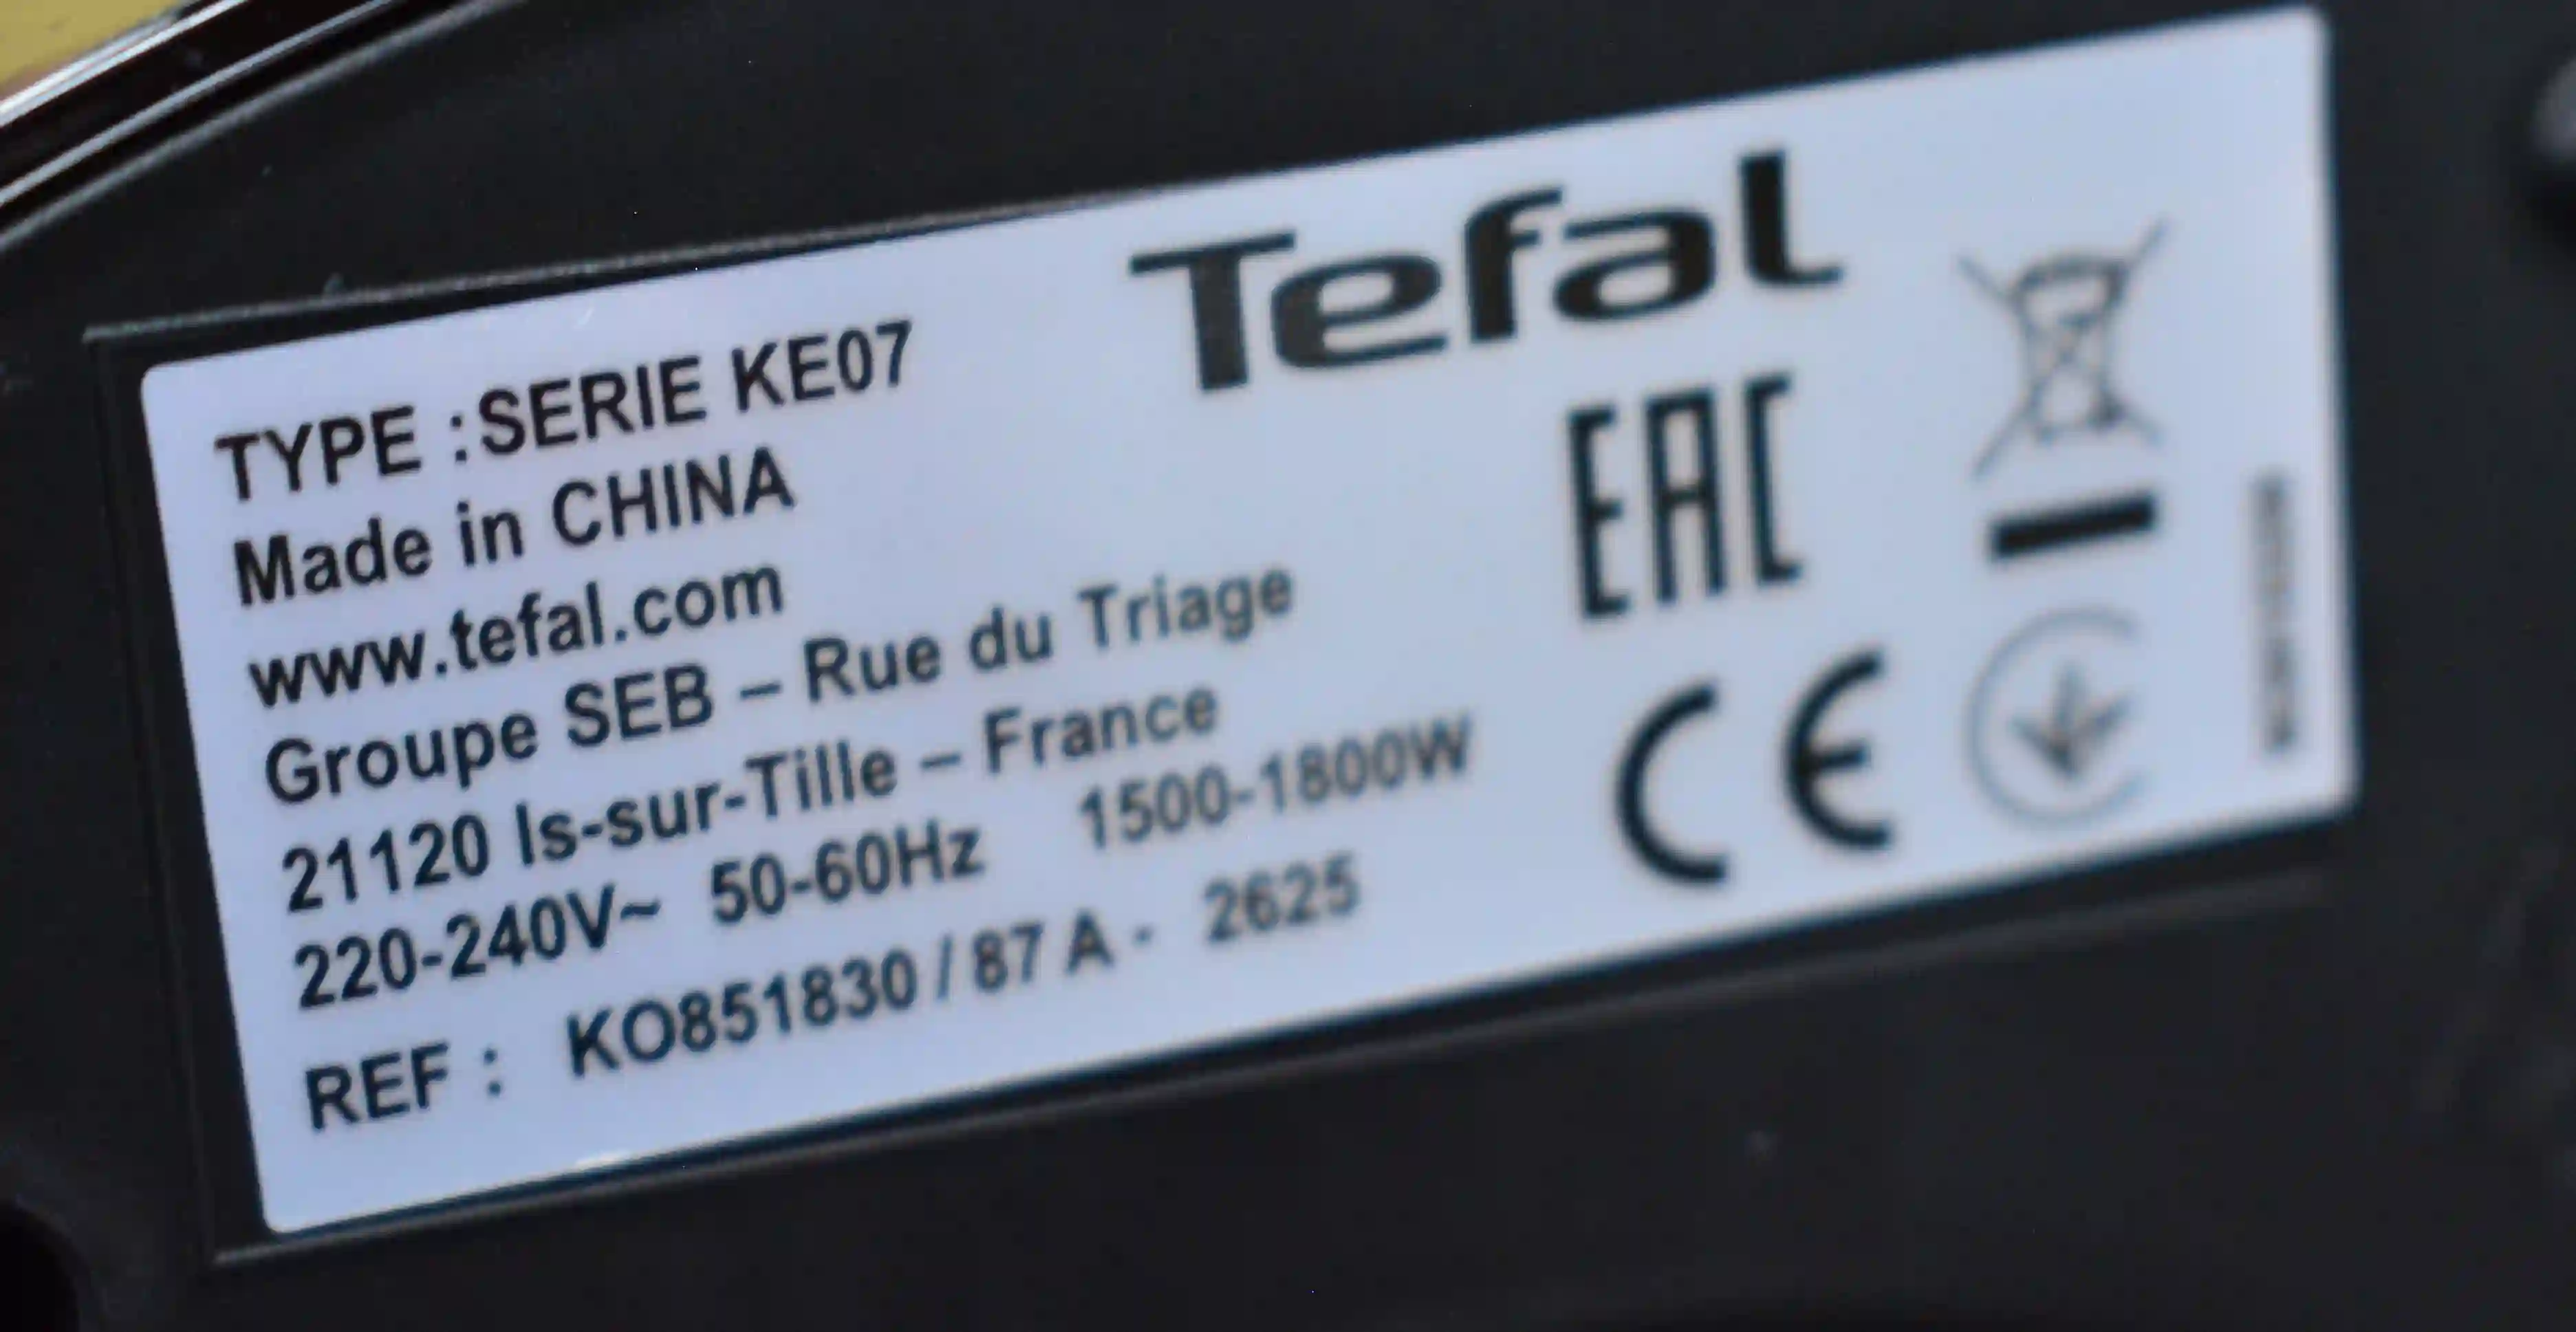 Tefal
TYPE :SERIE KE07
Made in CHINA
www.tefal.com
Groupe SEB – Rue du Triage
21120 Is-sur-Tille – France
220-240V~ 50-60Hz 1500-1800W
REF : KO851830 / 87 A - 2625
EAC
CE